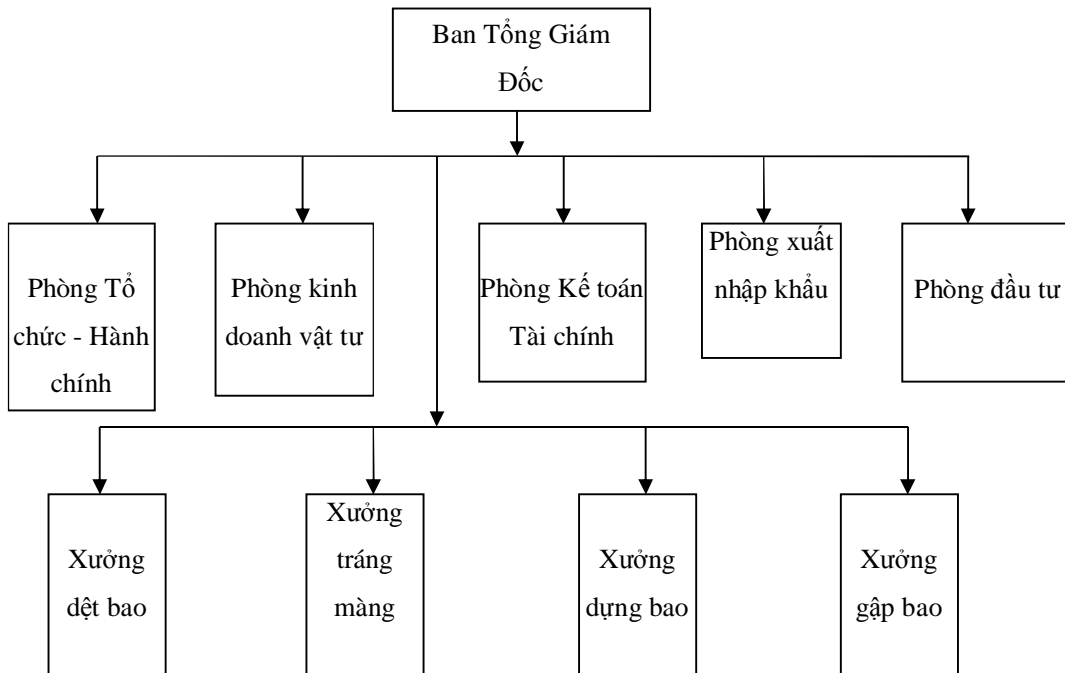 Ban Tổng Giám
Đốc
Phòng Tổ
chức - Hành
chính
Phòng kinh
doanh vật tư
Phòng Kế toán
Tài chính
Phòng xuất
nhập khẩu
Phòng đầu tư
Xưởng
dệt bao
Xưởng
tráng
màng
Xưởng
dựng bao
Xưởng
gập bao